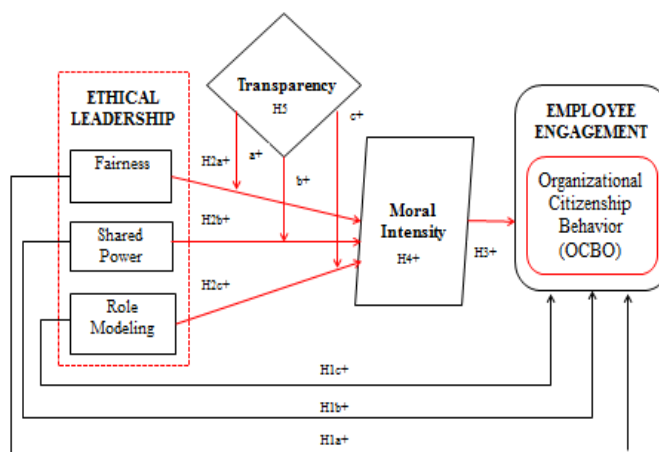 ETHICAL
LEADERSHIP
Fairness
Shared
Power
Role
Modeling
Transparency
H5
a+
b+
c+
H2a+
H2b+
H2c+
Moral
Intensity
H4+
H3+
EMPLOYEE
ENGAGEMENT
Organizational
Citizenship
Behavior
(OCBO)
H1c+
H1b+
H1a+